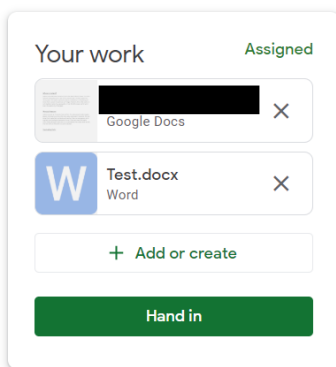 Your work
Assigned
Google Docs
W
Test.docx
Word
+ Add or create
Hand in